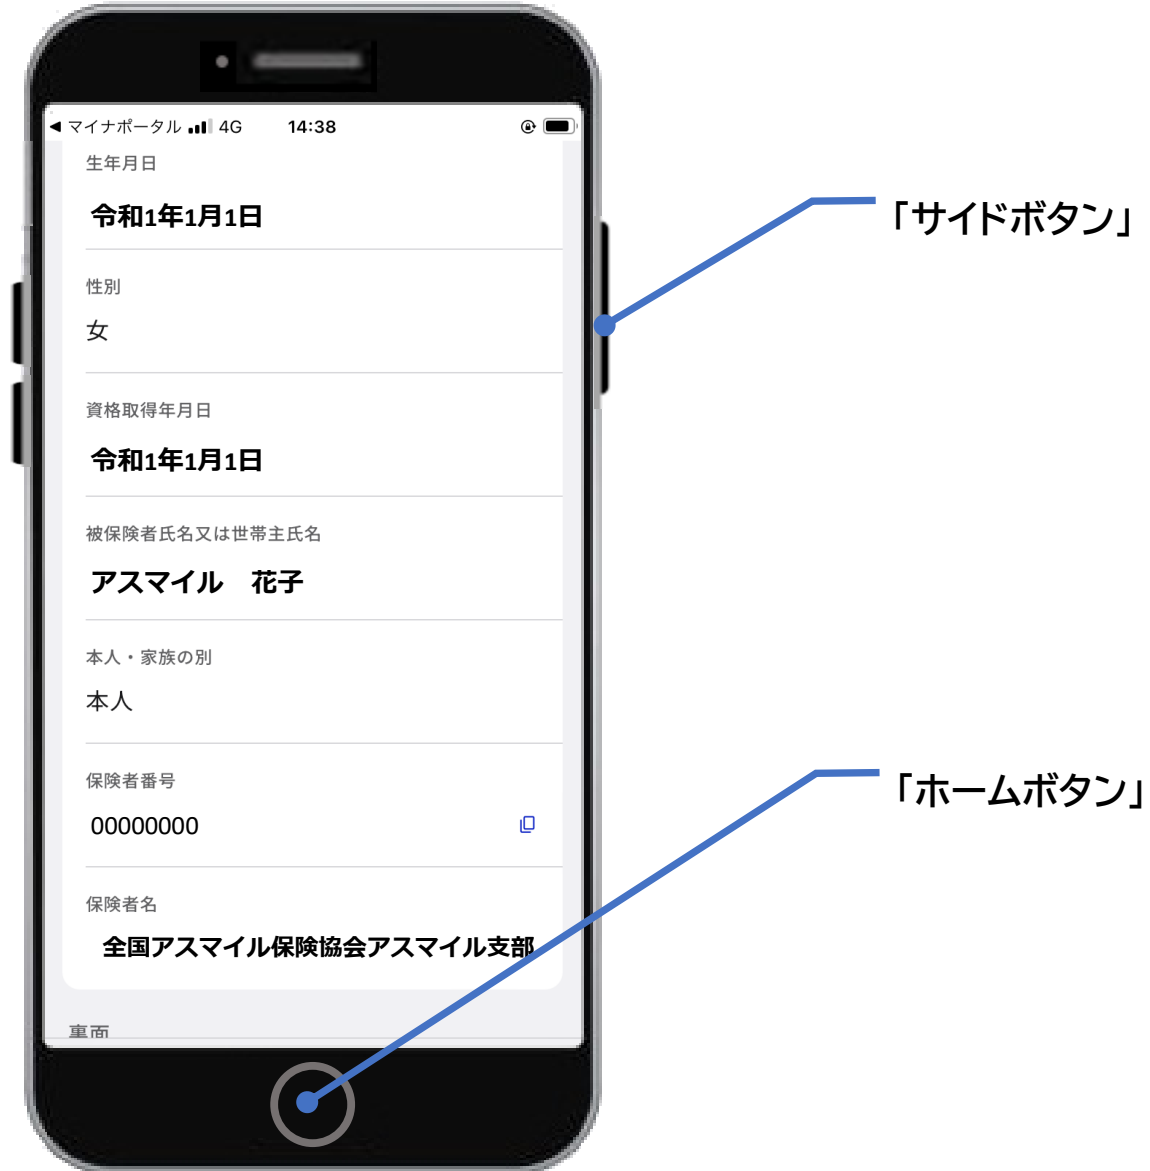 マイナポータル 4G 14:38
生年月日
令和1年1月1日
「サイドボタン」
性別
女
資格取得年月日
令和1年1月1日
被保険者氏名又は世帯主氏名
アスマイル 花子
本人・家族の別
本人
保険者番号
「ホームボタン」
00000000
保険者名
全国アスマイル保険協会アスマイル支部
裏面